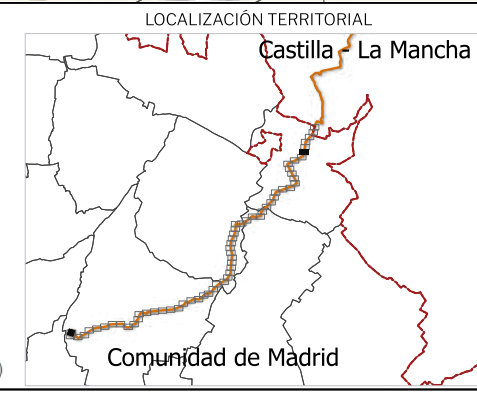 LOCALIZACIÓN TERRITORIAL
Castilla - La Mancha
Comunidad de Madrid